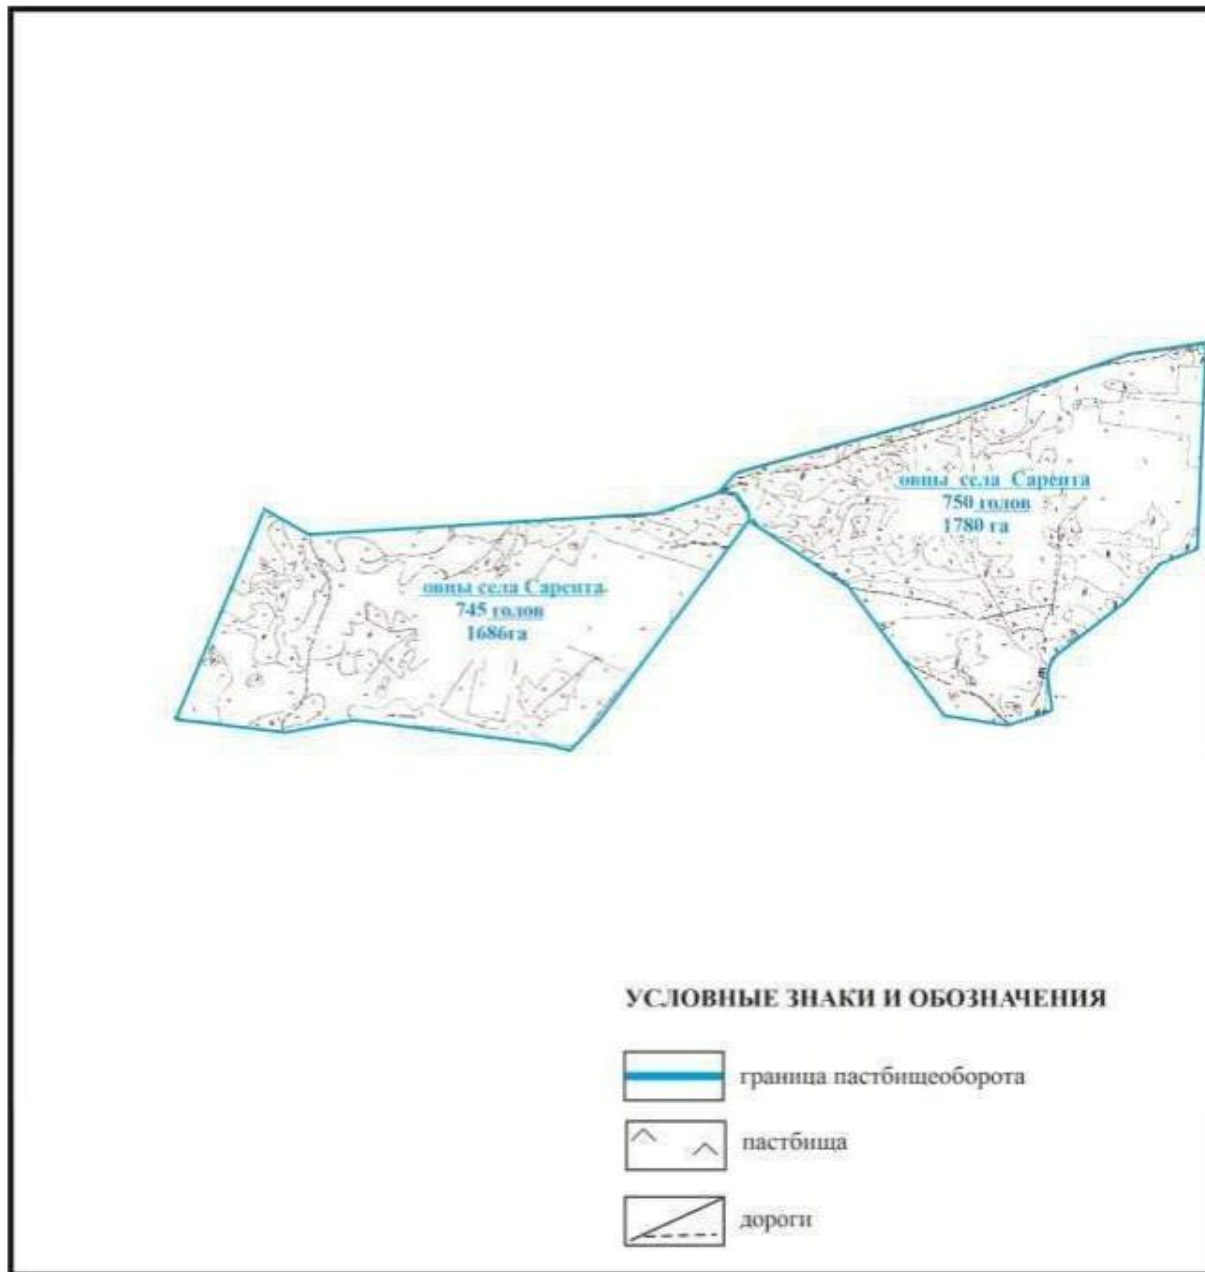 овцы села Сарепта
750 голов
1780 га
овцы села Сарепта
745 голов
1686га
УСЛОВНЫЕ ЗНАКИ И ОБОЗНАЧЕНИЯ
граница пастбищеоборота
пастбища
дороги